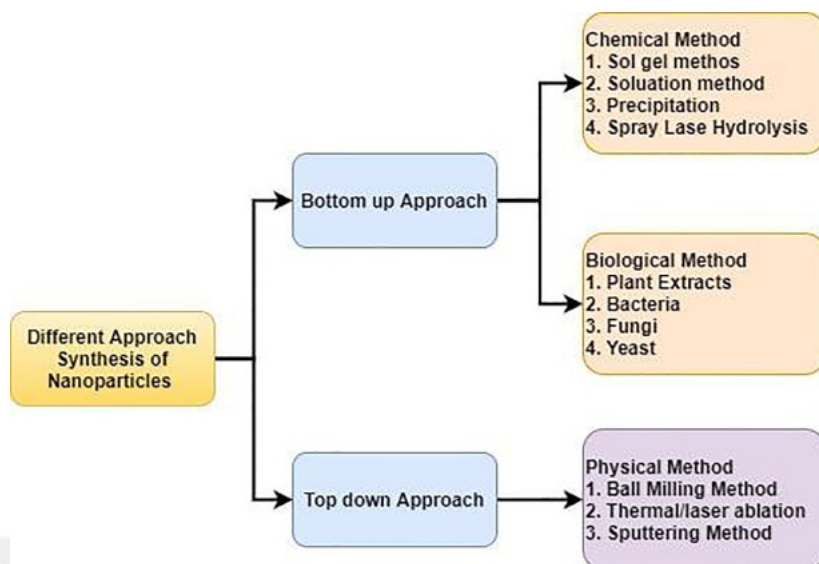 Different Approach
Synthesis of
Nanoparticles
Bottom up Approach
Top down Approach
Chemical Method
1. Sol gel methos
2. Soluation method
3. Precipitation
4. Spray Lase Hydrolysis
Biological Method
1. Plant Extracts
2. Bacteria
3. Fungi
4. Yeast
Physical Method
1. Ball Milling Method
2. Thermal/laser ablation
3. Sputtering Method